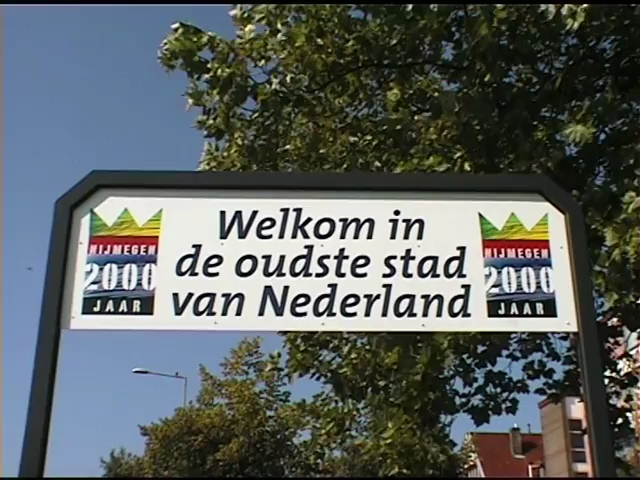 Welkom in
de oudste stad
van Nederland
NIJMEGEN
2000
JAAR
NIJMEGEN
2000
JAAR